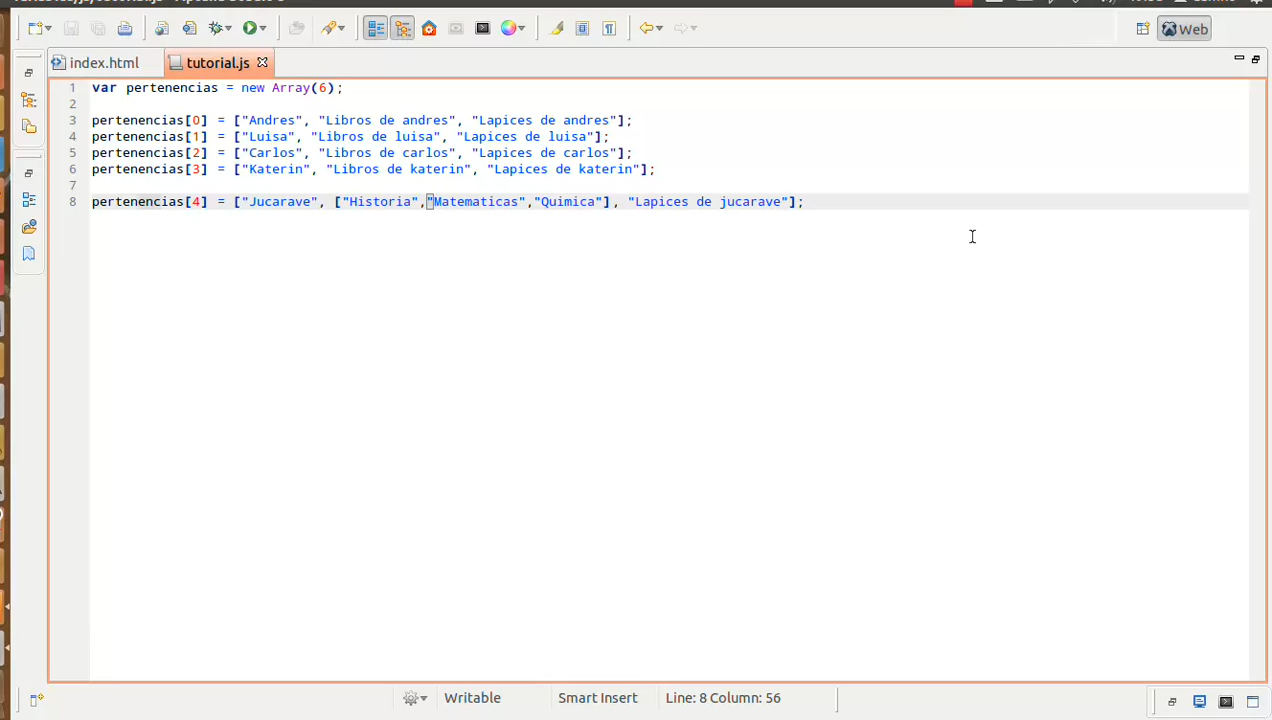 Web
index.html
tutorial.js
1 var pertenencias = new Array(6);
2
3 pertenencias[0] = ["Andres", "Libros de andres", "Lapices de andres"];
4 pertenencias[1] = ["Luisa", "Libros de luisa", "Lapices de luisa"];
5 pertenencias[2] = ["Carlos", "Libros de carlos", "Lapices de carlos"];
6 pertenencias[3] = ["Katerin", "Libros de katerin", "Lapices de katerin"];
7
8 pertenencias[4] = ["Jucarave", ["Historia","Matematicas","Quimica"], "Lapices de jucarave"];
Writable Smart Insert Line: 8 Column: 56